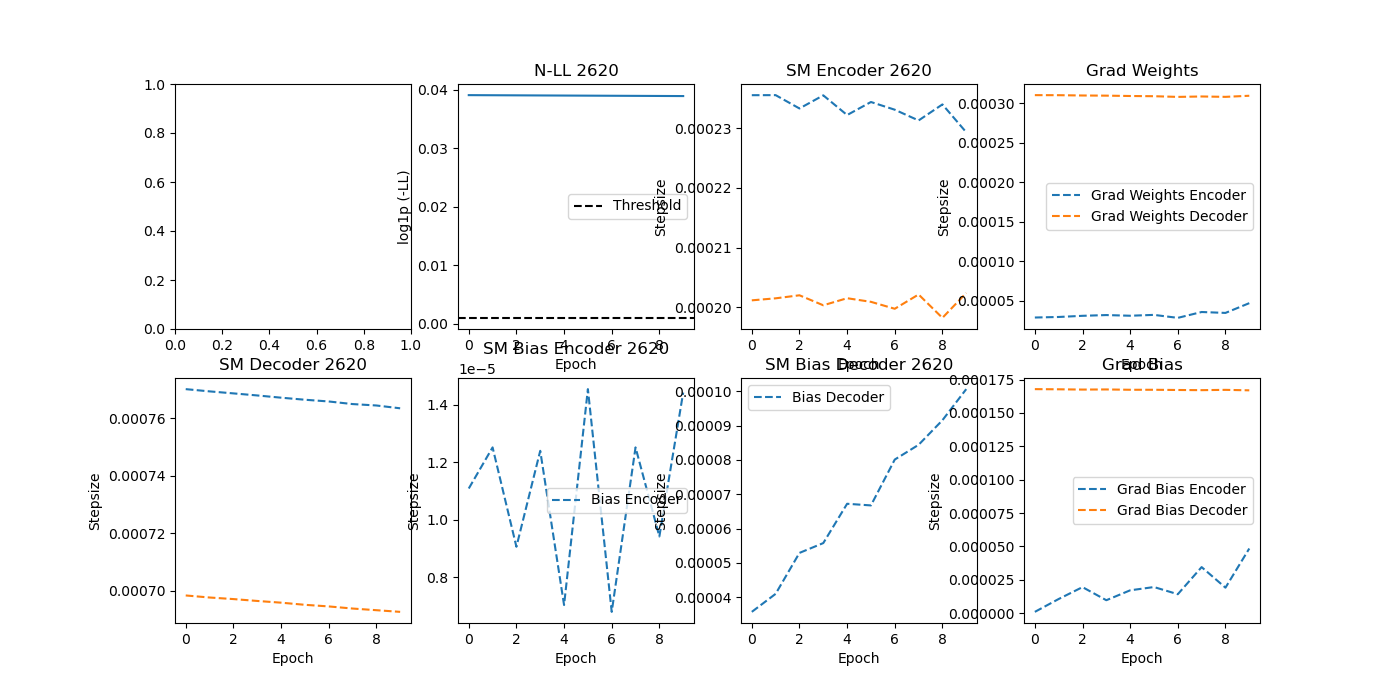 N-LL 2620
SM Encoder 2620
Grad Weights
1.0
0.8
0.6
0.4
0.2
0.0
0.0 0.2 0.4 0.6 0.8 1.0
log1p (-LL)
0.04
0.03
0.02
0.01
0.00
Threshold
0 2 4 6 8
Epoch
Stepsize
0.00023
0.00022
0.00021
0.00020
0 2 4 6 8
Epoch
Stepsize
0.00030
0.00025
0.00020
0.00015
0.00010
0.00005
Grad Weights Encoder
Grad Weights Decoder
0 2 4 6 8
Epoch
SM Decoder 2620
SM Bias Encoder 2620
SM Bias Decoder 2620
Grad Bias
Stepsize
0.00076
0.00074
0.00072
0.00070
0 2 4 6 8
Epoch
Stepsize
1e−5
1.4
1.2
1.0
0.8
Bias Encoder
0 2 4 6 8
Epoch
Stepsize
0.00010
0.00009
0.00008
0.00007
0.00006
0.00005
0.00004
Bias Decoder
0 2 4 6 8
Epoch
Stepsize
0.000175
0.000150
0.000125
0.000100
0.000075
0.000050
0.000025
0.000000
Grad Bias Encoder
Grad Bias Decoder
0 2 4 6 8
Epoch